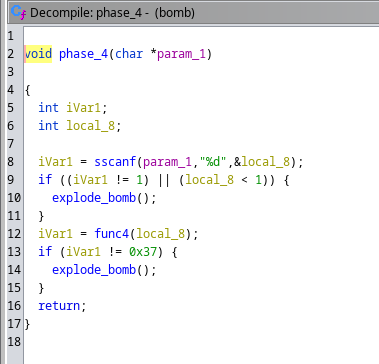 Decompile: phase_4 - (bomb)
1
2 void phase_4(char *param_1)
3
4 {
5   int iVar1;
6   int local_8;
7
8   iVar1 = sscanf(param_1,"%d",&local_8);
9   if ((iVar1 != 1) || (local_8 < 1)) {
10     explode_bomb();
11   }
12   iVar1 = func4(local_8);
13   if (iVar1 != 0x37) {
14     explode_bomb();
15   }
16   return;
17 }
18